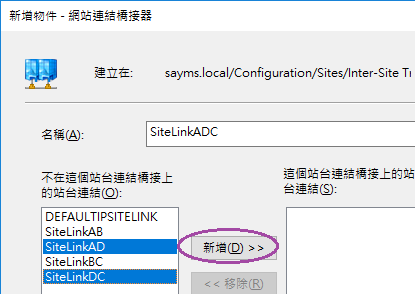 新增物件 - 網站連結橋接器
建立在:
sayms.local/Configuration/Sites/Inter-Site
名稱(A):
SiteLinkADC
不在這個站台連結橋接上
的站台連結(O):
這個站台連結橋接上的站
台連結(S):
DEFAULTIPSITELINK
SiteLinkAB
SiteLinkAD
SiteLinkBC
SiteLinkDC
新增(D) >>
<< 移除(R)